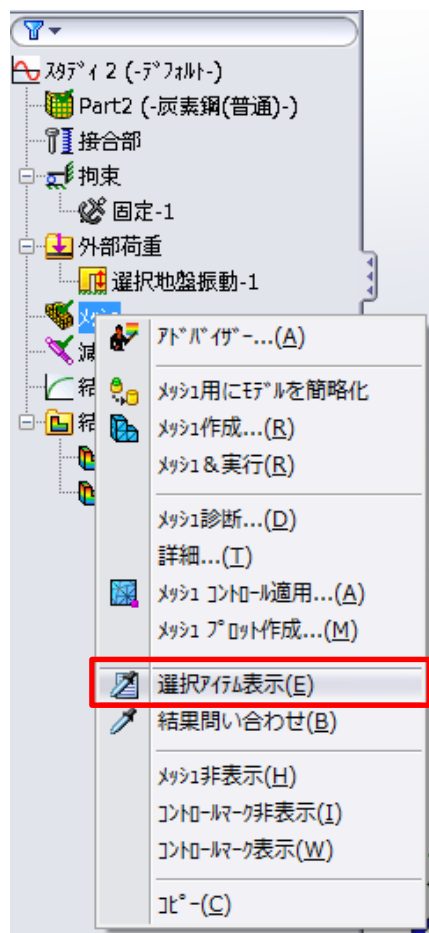 ｽﾀﾃﾞｨ 2 (-ﾃﾞﾌｫﾙﾄ-)
Part2 (-炭素鋼(普通)-)
接合部
拘束
固定-1
外部荷重
選択地盤振動-1
ﾒｯｼｭ
減
結
結
ｱﾄﾞﾊﾞｲｻﾞｰ...(A)
ﾒｯｼｭ用にﾓﾃﾞﾙを簡略化
ﾒｯｼｭ作成...(R)
ﾒｯｼｭ＆実行(R)
ﾒｯｼｭ診断...(D)
詳細...(T)
ﾒｯｼｭ ｺﾝﾄﾛｰﾙ適用...(A)
ﾒｯｼｭ ﾌﾟﾛｯﾄ作成...(M)
選択ｱｲﾃﾑ表示(E)
結果問い合わせ(B)
ﾒｯｼｭ非表示(H)
ｺﾝﾄﾛｰﾙﾏｰｸ非表示(I)
ｺﾝﾄﾛｰﾙﾏｰｸ表示(W)
ｺﾋﾟｰ(C)